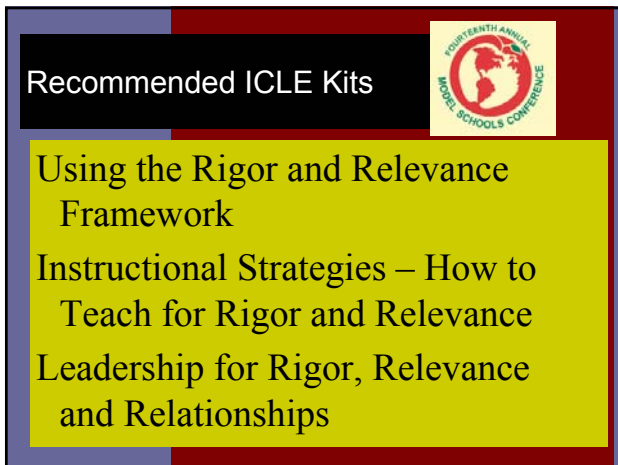 Recommended ICLE Kits
FOURTEENTH ANNUAL
MODEL SCHOOLS CONFERENCE
Using the Rigor and Relevance
Framework
Instructional Strategies – How to
Teach for Rigor and Relevance
Leadership for Rigor, Relevance
and Relationships